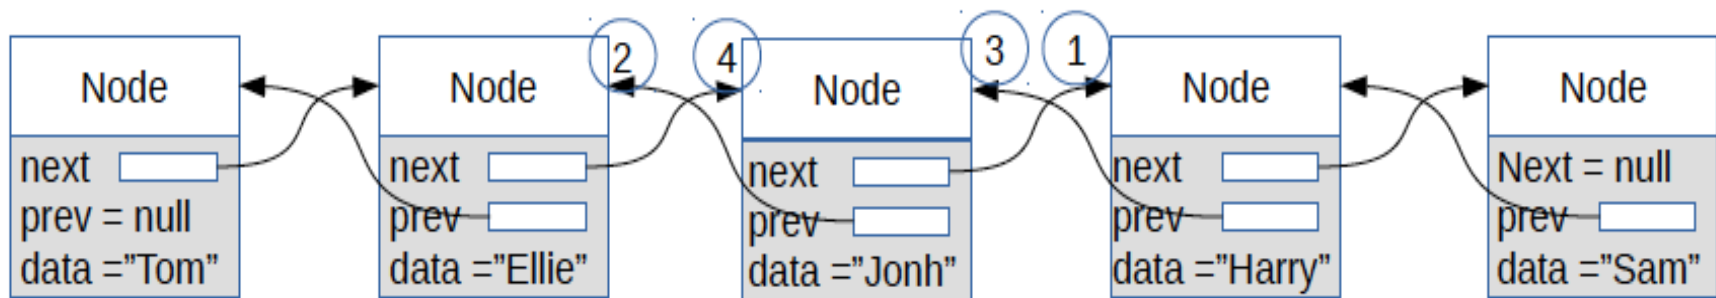 2
4
3
1
Node
Node
Node
Node
Node
next
prev = null
data =”Tom”
next
prev
data =”Ellie”
next
prev
data =”Jonh”
next
prev
data =”Harry”
Next = null
prev
data =”Sam”